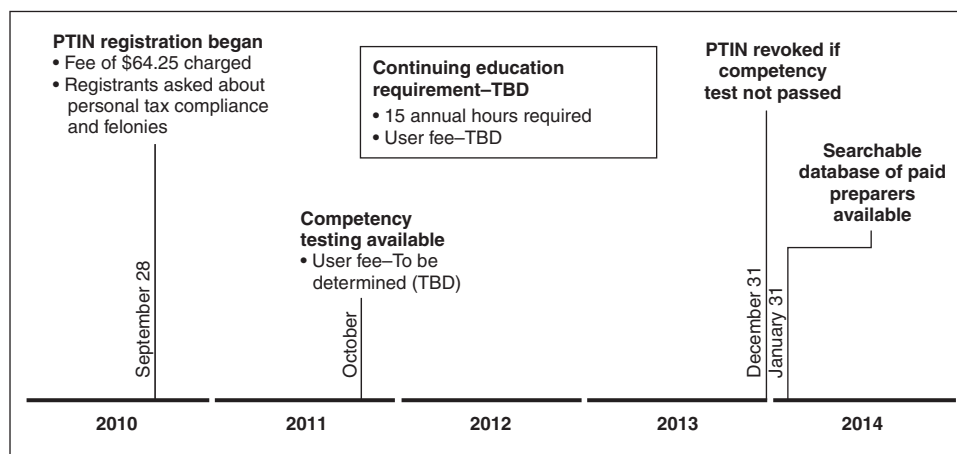 PTIN registration began
• Fee of $64.25 charged
• Registrants asked about
personal tax compliance
and felonies
September 28
Competency
testing available
• User fee–To be
determined (TBD)
October
Continuing education
requirement–TBD
• 15 annual hours required
• User fee–TBD
PTIN revoked if
competency
test not passed
December 31
Searchable
database of paid
preparers
available
January 31
2010
2011
2012
2013
2014